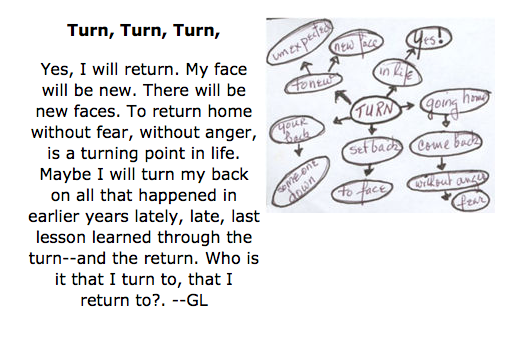 Turn, Turn, Turn,
Yes, I will return. My face
will be new. There will be
new faces. To return home
without fear, without anger,
is a turning point in life.
Maybe I will turn my back
on all that happened in
earlier years lately, late, last
lesson learned through the
turn--and the return. Who is
it that I turn to, that I
return to?. --GL
unexpected
new face
Yes!
to new
in life
TURN
going home
your back
set back
come back
someone down
to face
without anger
fear